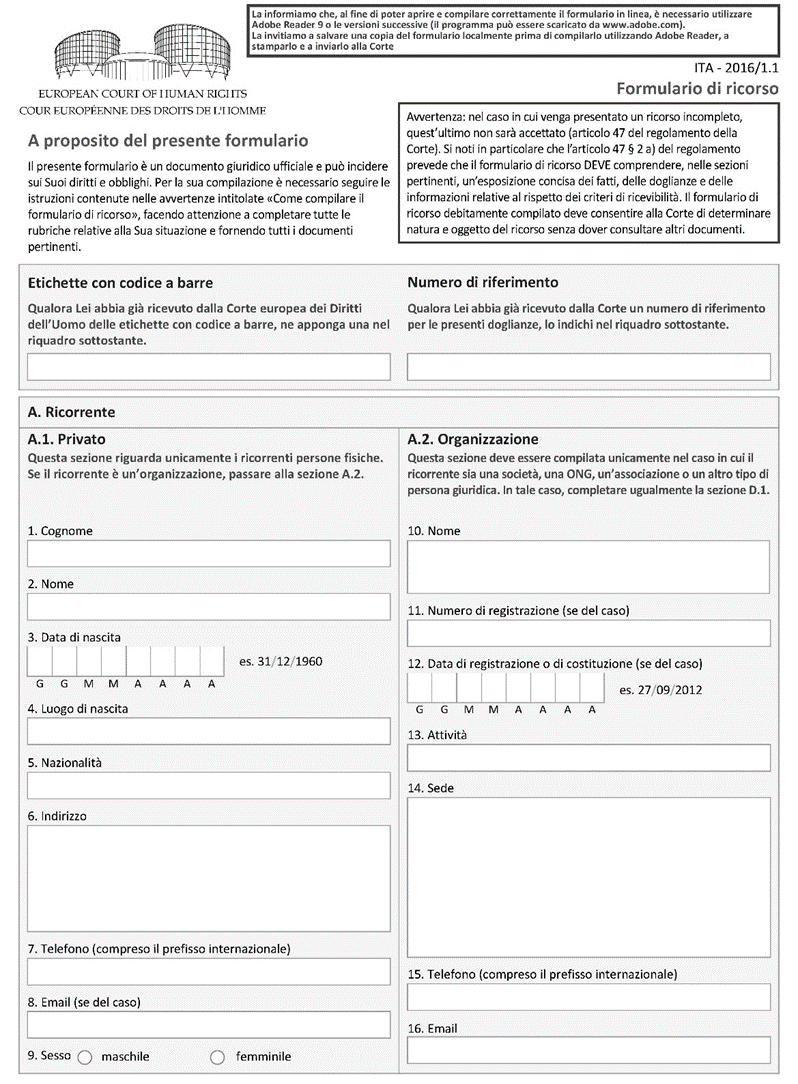 La informiamo che, al fine di poter aprire e compilare correttamente il formulario in linea, è necessario utilizzare
Adobe Reader 9 o le versioni successive (il programma può essere scaricato da www.adobe.com).
La invitiamo a salvare una copia del formulario localmente prima di compilarlo utilizzando Adobe Reader, a
stamparlo e a inviarlo alla Corte
EUROPEAN COURT OF HUMAN RIGHTS
COUR EUROPÉENNE DES DROITS DE L'HOMME
ITA - 2016/1.1
Formulario di ricorso
A proposito del presente formulario
Il presente formulario è un documento giuridico ufficiale e può incidere
sui Suoi diritti e obblighi. Per la sua compilazione è necessario seguire le
istruzioni contenute nelle avvertenze intitolate «Come compilare il
formulario di ricorso», facendo attenzione a completare tutte le
rubriche relative alla Sua situazione e fornendo tutti i documenti
pertinenti.
Avvertenza: nel caso in cui venga presentato un ricorso incompleto,
quest'ultimo non sarà accettato (articolo 47 del regolamento della
Corte). Si noti in particolare che l'articolo 47 § 2 a) del regolamento
prevede che il formulario di ricorso DEVE comprendere, nelle sezioni
pertinenti, un'esposizione concisa dei fatti, delle doglianze e delle
informazioni relative al rispetto dei criteri di ricevibilità. Il formulario di
ricorso debitamente compilato deve consentire alla Corte di determinare
natura e oggetto del ricorso senza dover consultare altri documenti.
Etichette con codice a barre
Qualora Lei abbia già ricevuto dalla Corte europea dei Diritti
dell'Uomo delle etichette con codice a barre, ne apponga una nel
riquadro sottostante.
Numero di riferimento
Qualora Lei abbia già ricevuto dalla Corte un numero di riferimento
per le presenti doglianze, lo indichi nel riquadro sottostante.
A. Ricorrente
A.1. Privato
Questa sezione riguarda unicamente i ricorrenti persone fisiche.
Se il ricorrente è un'organizzazione, passare alla sezione A.2.
1. Cognome
2. Nome
3. Data di nascita
es. 31/12/1960
G G M M A A A A
4. Luogo di nascita
5. Nazionalità
6. Indirizzo
7. Telefono (compreso il prefisso internazionale)
8. Email (se del caso)
9. Sesso maschile femminile
A.2. Organizzazione
Questa sezione deve essere compilata unicamente nel caso in cui il
ricorrente sia una società, una ONG, un'associazione o un altro tipo di
persona giuridica. In tale caso, completare ugualmente la sezione D.1.
10. Nome
11. Numero di registrazione (se del caso)
12. Data di registrazione o di costituzione (se del caso)
es. 27/09/2012
G G M M A A A A
13. Attività
14. Sede
15. Telefono (compreso il prefisso internazionale)
16. Email